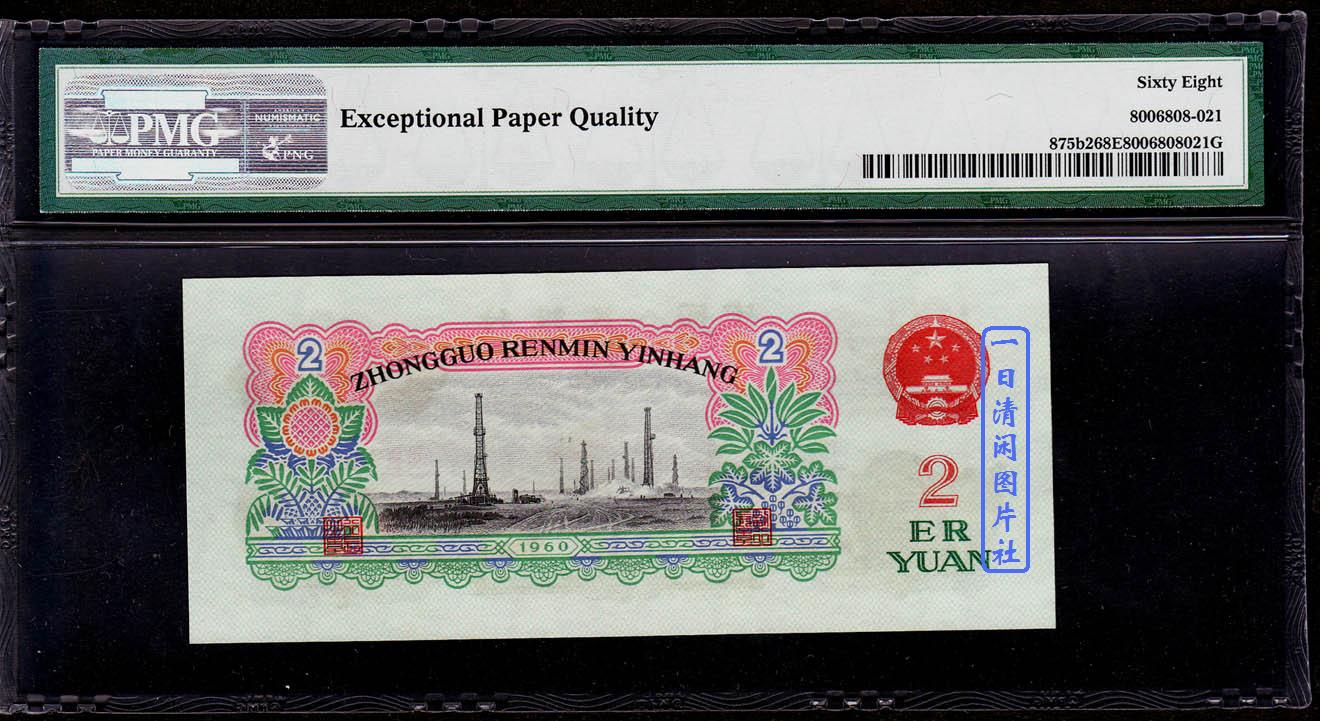 PMG
PAPER MONEY GUARANTY
NUMISMATIC
PNG
Exceptional Paper Quality
Sixty Eight
8006808-021
875b268E8006808021G
2
2
ZHONGGUO RENMIN YINHANG
1960
2
ER
YUAN
一日清闲图片社